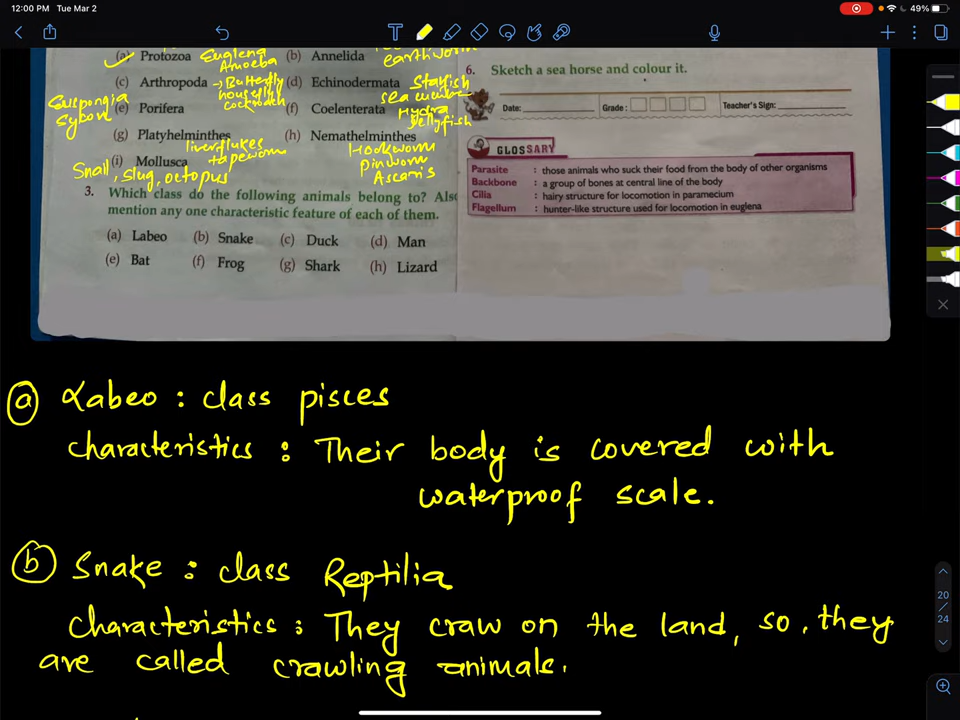 12:00 PM Tue Mar 2
49%
(a) Protozoa Euglena Amoeba (b) Annelida earthworm
(c) Arthropoda → Butterfly housefly cockroach (d) Echinodermata Starfish
Euspongia Sycon (e) Porifera (f) Coelenterata Hydra Jellyfish
(g) Platyhelminthes liverflukes tapeworm (h) Nemathelminthes Hookworm Pinworm Ascaris
(i) Mollusca Snail, slug, octopus
3. Which class do the following animals belong to? Also
mention any one characteristic feature of each of them.
(a) Labeo (b) Snake (c) Duck (d) Man
(e) Bat (f) Frog (g) Shark (h) Lizard
6. Sketch a sea horse and colour it.
Date: Grade: Teacher's Sign:
GLOSSARY
Parasite : those animals who suck their food from the body of other organisms
Backbone : a group of bones at central line of the body
Cilia : hairy structure for locomotion in paramecium
Flagellum : hunter-like structure used for locomotion in euglena
(a) Labeo : class pisces
characteristics : Their body is covered with
waterproof scale.
(b) Snake : class Reptilia
characteristics : They craw on the land, so, they
are called crawling animals.
20
/
24